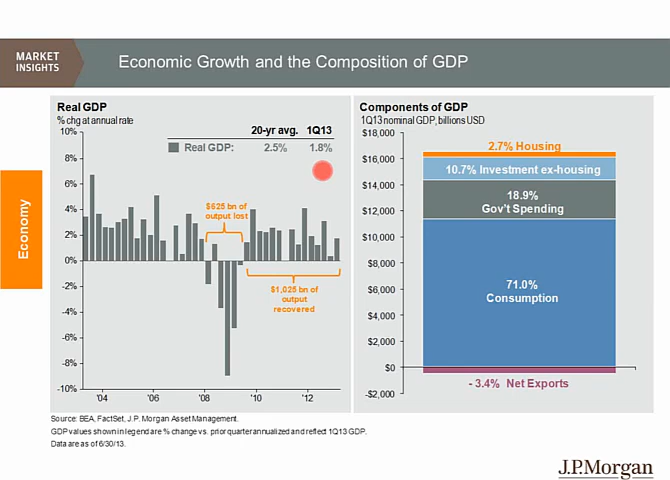 MARKET
INSIGHTS
Economic Growth and the Composition of GDP
Economy
Real GDP
% chg at annual rate
20-yr avg. 1Q13
Real GDP: 2.5% 1.8%
10%
8%
6%
4%
2%
0%
-2%
-4%
-6%
-8%
-10%
$625 bn of
output lost
$1,025 bn of
output
recovered
'04 '06 '08 '10 '12
Components of GDP
1Q13 nominal GDP, billions USD
$18,000
$16,000
$14,000
$12,000
$10,000
$8,000
$6,000
$4,000
$2,000
$0
-$2,000
2.7% Housing
10.7% Investment ex-housing
18.9%
Gov't Spending
71.0%
Consumption
- 3.4% Net Exports
Source: BEA, FactSet, J.P. Morgan Asset Management.
GDP values shown in legend are % change vs. prior quarter annualized and reflect 1Q13 GDP.
Data are as of 6/30/13.
J.P.Morgan